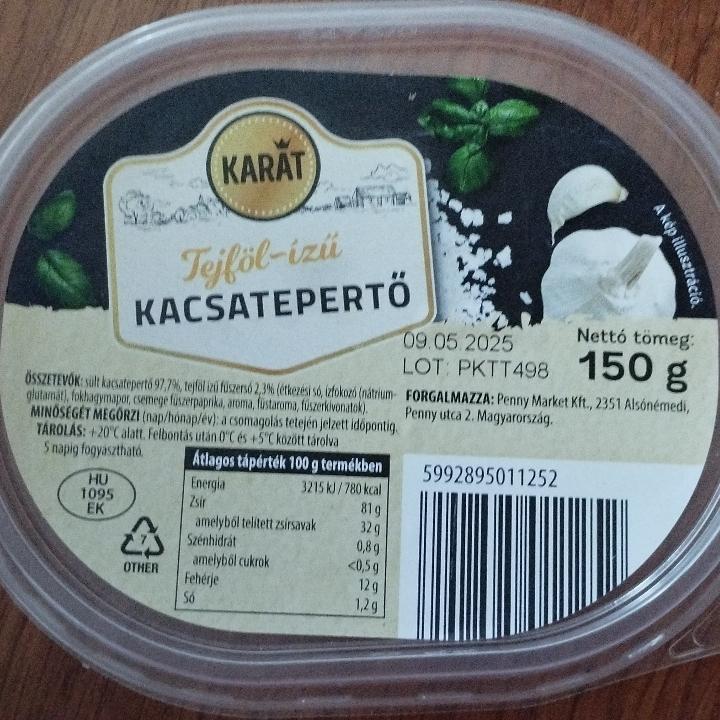 KARÁT
Tejföl-ízű
KACSATEPERTŐ
A kép illusztráció.
09.05 2025
LOT: PKTT498
Nettó tömeg:
150 g
ÖSSZETEVŐK: sült kacsatepertő 97,7%, tejföl ízű fűszersó 2,3% (étkezési só, ízfokozó (nátrium-
glutamát), fokhagymapor, csemege fűszerpaprika, aroma, füstaroma, fűszerkivonatok).
MINŐSÉGÉT MEGŐRZI (nap/hónap/év): a csomagolás tetején jelzett időpontig.
TÁROLÁS: +20°C alatt. Felbontás után 0°C és +5°C között tárolva
5 napig fogyasztható.
FORGALMAZZA: Penny Market Kft., 2351 Alsónémedi,
Penny utca 2. Magyarország.
HU
1095
EK
7
OTHER
Átlagos tápérték 100 g termékben
Energia 3215 kJ / 780 kcal
Zsír 81 g
amelyből telített zsírsavak 32 g
Szénhidrát 0,8 g
amelyből cukrok <0,5 g
Fehérje 12 g
Só 1,2 g
5992895011252